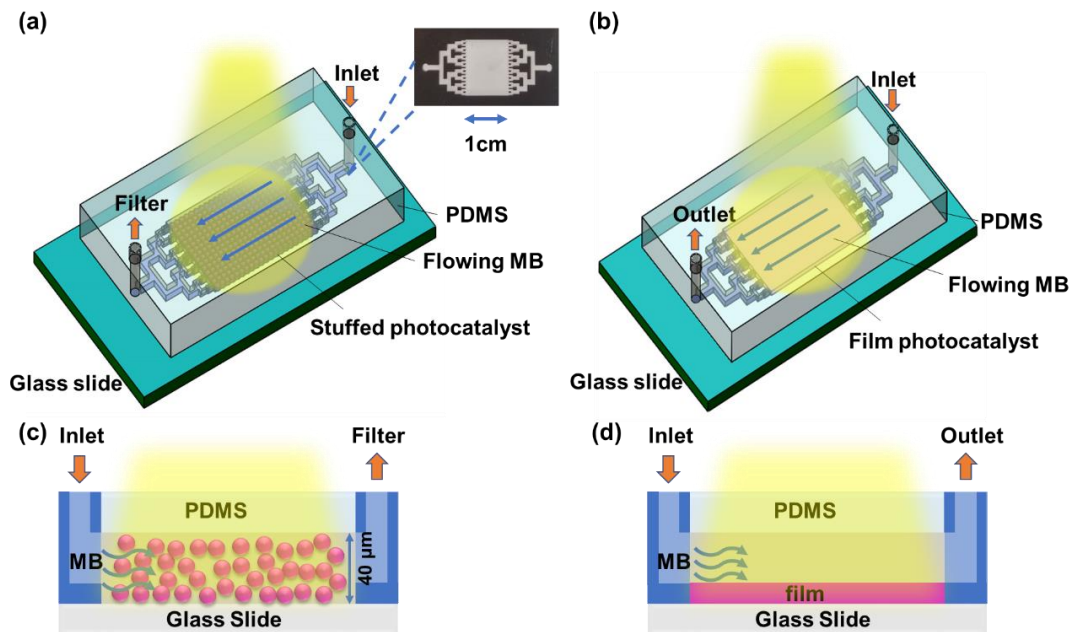 (a)
Inlet
1cm
Filter
PDMS
Flowing MB
Stuffed photocatalyst
Glass slide
(b)
Inlet
Outlet
PDMS
Flowing MB
Film photocatalyst
Glass slide
(c)
Inlet
Filter
PDMS
MB
40 μm
Glass Slide
(d)
Inlet
Outlet
PDMS
MB
film
Glass Slide